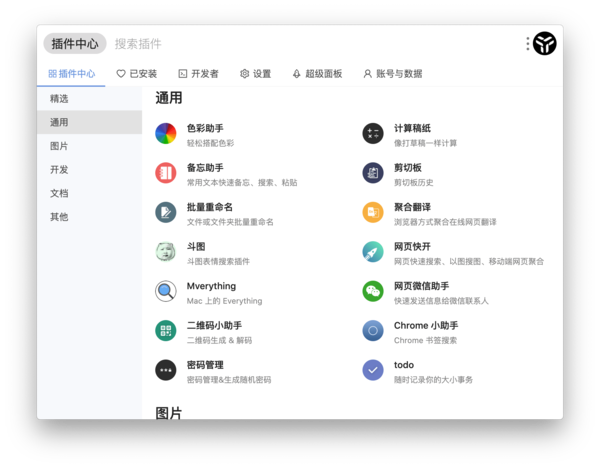 插件中心 搜索插件
插件中心 已安装 开发者 设置 超级面板 账号与数据
精选
通用
图片
开发
文档
其他
通用
色彩助手
轻松搭配色彩
计算稿纸
像打草稿一样计算
备忘助手
常用文本快速备忘、搜索、粘贴
剪切板
剪切板历史
批量重命名
文件或文件夹批量重命名
聚合翻译
浏览器方式聚合在线网页翻译
斗图
斗图表情搜索插件
网页快开
网页快速搜索、以图搜图、移动端网页聚合
Mverything
Mac 上的 Everything
网页微信助手
快速发送信息给微信联系人
二维码小助手
二维码生成 & 解码
Chrome 小助手
Chrome 书签搜索
密码管理
密码管理&生成随机密码
todo
随时记录你的大小事务
图片